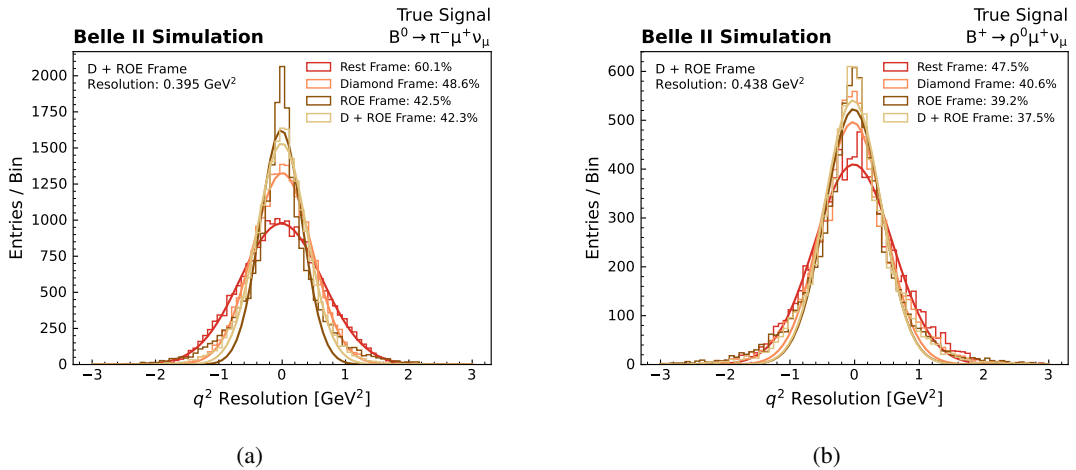 True Signal
Belle II Simulation
B⁰ → π⁻μ⁺νμ
D + ROE Frame
Resolution: 0.395 GeV²
Rest Frame: 60.1%
Diamond Frame: 48.6%
ROE Frame: 42.5%
D + ROE Frame: 42.3%
Entries / Bin
2000
1750
1500
1250
1000
750
500
250
0
−3 −2 −1 0 1 2 3
q² Resolution [GeV²]
(a)
True Signal
Belle II Simulation
B⁺ → ρ⁰μ⁺νμ
D + ROE Frame
Resolution: 0.438 GeV²
Rest Frame: 47.5%
Diamond Frame: 40.6%
ROE Frame: 39.2%
D + ROE Frame: 37.5%
Entries / Bin
600
500
400
300
200
100
0
−3 −2 −1 0 1 2 3
q² Resolution [GeV²]
(b)